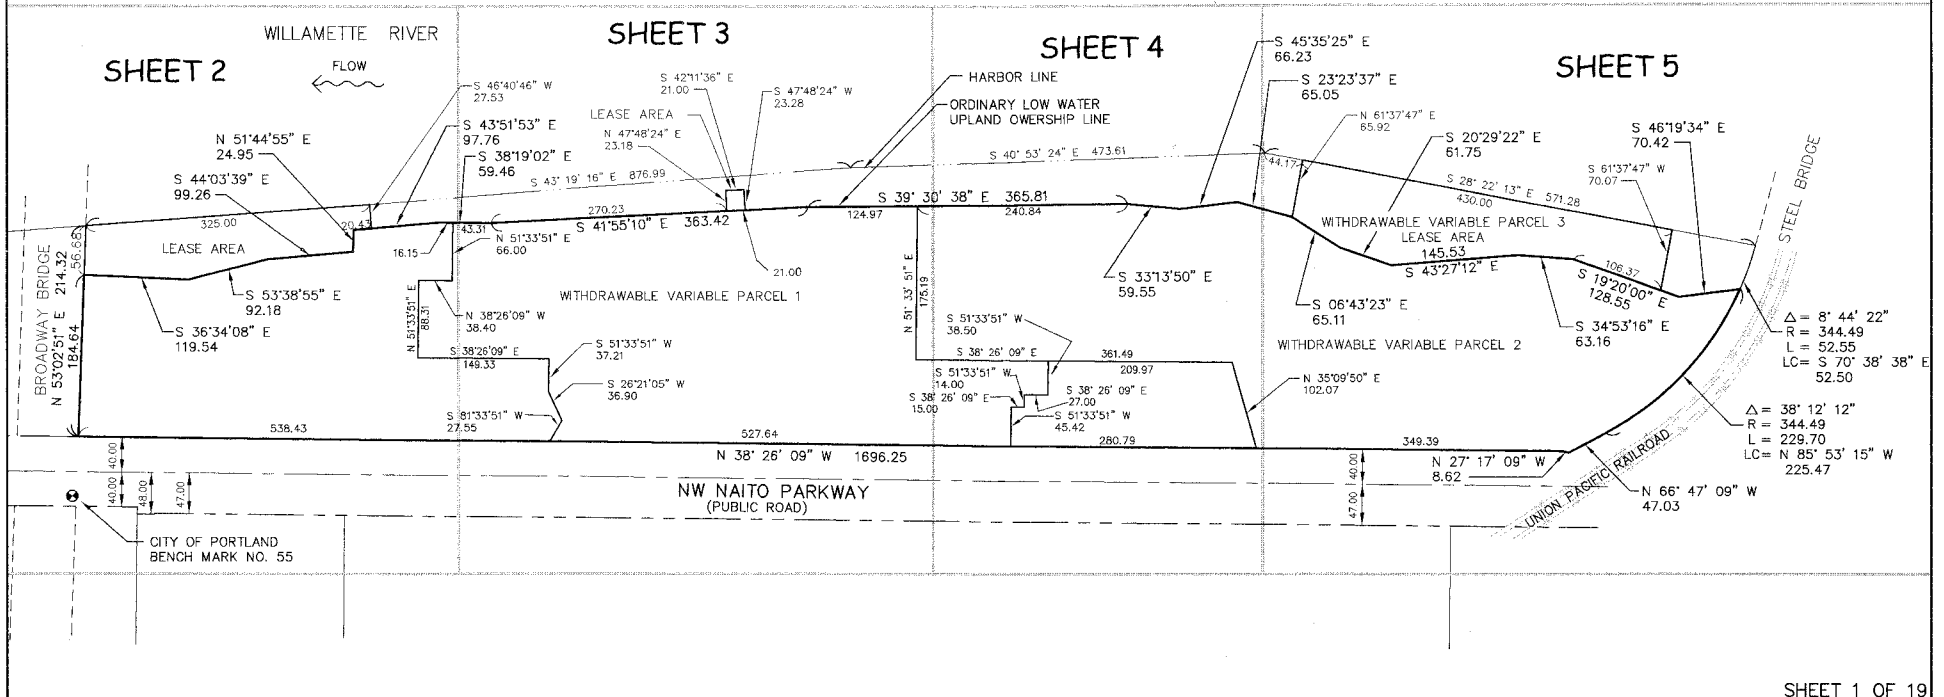 WILLAMETTE RIVER
FLOW
SHEET 2
SHEET 3
SHEET 4
SHEET 5
S 46°40'46" W
27.53
N 51°44'55" E
24.95
S 43°51'53" E
97.76
S 44°03'39" E
99.26
S 38°19'02" E
59.46
S 42°11'36" E
21.00
S 47°48'24" W
23.28
LEASE AREA
N 47°48'24" E
23.18
HARBOR LINE
ORDINARY LOW WATER
UPLAND OWERSHIP LINE
S 45°35'25" E
66.23
S 23°23'37" E
65.05
N 61°37'47" E
65.92
S 20°29'22" E
61.75
S 46°19'34" E
70.42
S 61°37'47" W
70.07
S 40° 53' 24" E 473.61
S 43° 19' 16" E 876.99
44.17
S 28° 22' 13" E 571.28
430.00
STEEL BRIDGE
325.00
20.43
LEASE AREA
16.15
43.31
270.23
S 41°55'10" E 363.42
124.97
S 39° 30' 38" E 365.81
240.84
WITHDRAWABLE VARIABLE PARCEL 3
LEASE AREA
145.53
S 43°27'12" E
106.37
S 19°20'00" E
128.55
BROADWAY BRIDGE
N 53°02'51" E 214.32
56.68
184.64
S 53°38'55" E
92.18
S 36°34'08" E
119.54
N 51°33'51" E
66.00
21.00
N 51°33'51" E
88.31
N 38°26'09" W
38.40
WITHDRAWABLE VARIABLE PARCEL 1
S 38°26'09" E
149.33
S 51°33'51" W
37.21
S 26°21'05" W
36.90
S 81°33'51" W
27.55
N 51° 33' 51" E
175.19
S 33°13'50" E
59.55
S 06°43'23" E
65.11
S 34°53'16" E
63.16
S 51°33'51" W
38.50
S 38° 26' 09" E 361.49
209.97
S 51°33'51" W
14.00
S 38° 26' 09" E
15.00
S 38° 26' 09" E
27.00
S 51°33'51" W
45.42
WITHDRAWABLE VARIABLE PARCEL 2
N 35°09'50" E
102.07
Δ= 8° 44' 22"
R = 344.49
L = 52.55
LC= S 70° 38' 38" E
52.50
Δ= 38° 12' 12"
R = 344.49
L = 229.70
LC= N 85° 53' 15" W
225.47
538.43
527.64
280.79
349.39
N 38° 26' 09" W 1696.25
N 27° 17' 09" W
8.62
N 66° 47' 09" W
47.03
UNION PACIFIC RAILROAD
40.00
40.00
48.00
47.00
40.00
47.00
NW NAITO PARKWAY
(PUBLIC ROAD)
CITY OF PORTLAND
BENCH MARK NO. 55
SHEET 1 OF 19